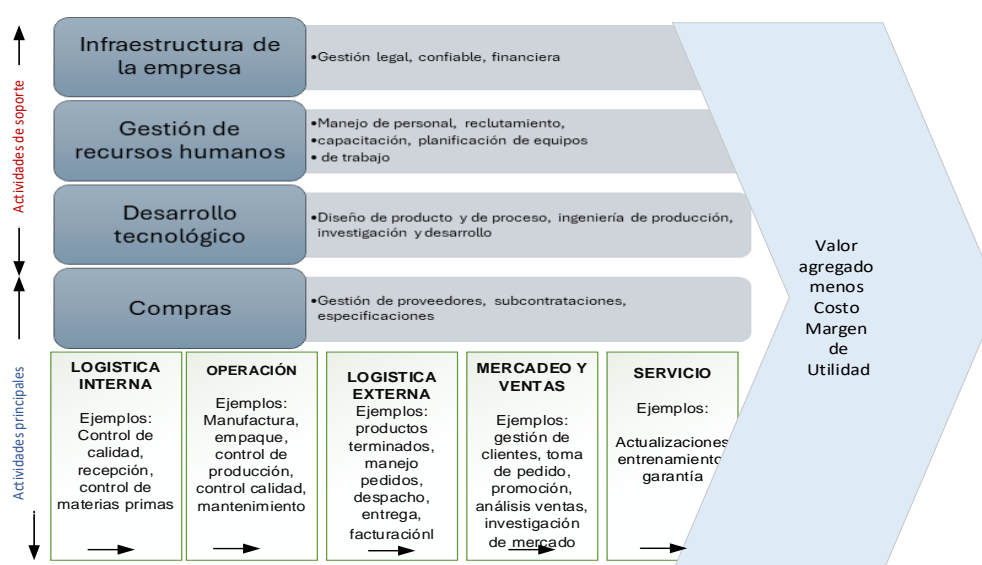 Actividades de soporte
Infraestructura de
la empresa
•Gestión legal, confiable, financiera
Gestión de
recursos humanos
•Manejo de personal, reclutamiento,
•capacitación, planificación de equipos
• de trabajo
Desarrollo
tecnológico
•Diseño de producto y de proceso, ingeniería de producción,
investigación y desarrollo
Compras
•Gestión de proveedores, subcontrataciones,
especificaciones
Valor
agregado
menos
Costo
Margen
de
Utilidad
Actividades principales
LOGISTICA
INTERNA
Ejemplos:
Control de
calidad,
recepción,
control de
materias primas
OPERACIÓN
Ejemplos:
Manufactura,
empaque,
control de
producción,
control calidad,
mantenimiento
LOGISTICA
EXTERNA
Ejemplos:
productos
terminados,
manejo
pedidos,
despacho,
entrega,
facturaciónl
MERCADEO Y
VENTAS
Ejemplos:
gestión de
clientes, toma
de pedido,
promoción,
análisis ventas,
investigación
de mercado
SERVICIO
Ejemplos:
Actualizaciones
entrenamiento
garantía